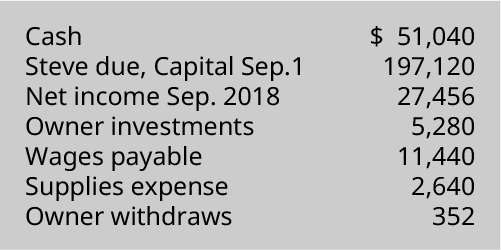 Cash $ 51,040
Steve due, Capital Sep.1 197,120
Net income Sep. 2018 27,456
Owner investments 5,280
Wages payable 11,440
Supplies expense 2,640
Owner withdraws 352